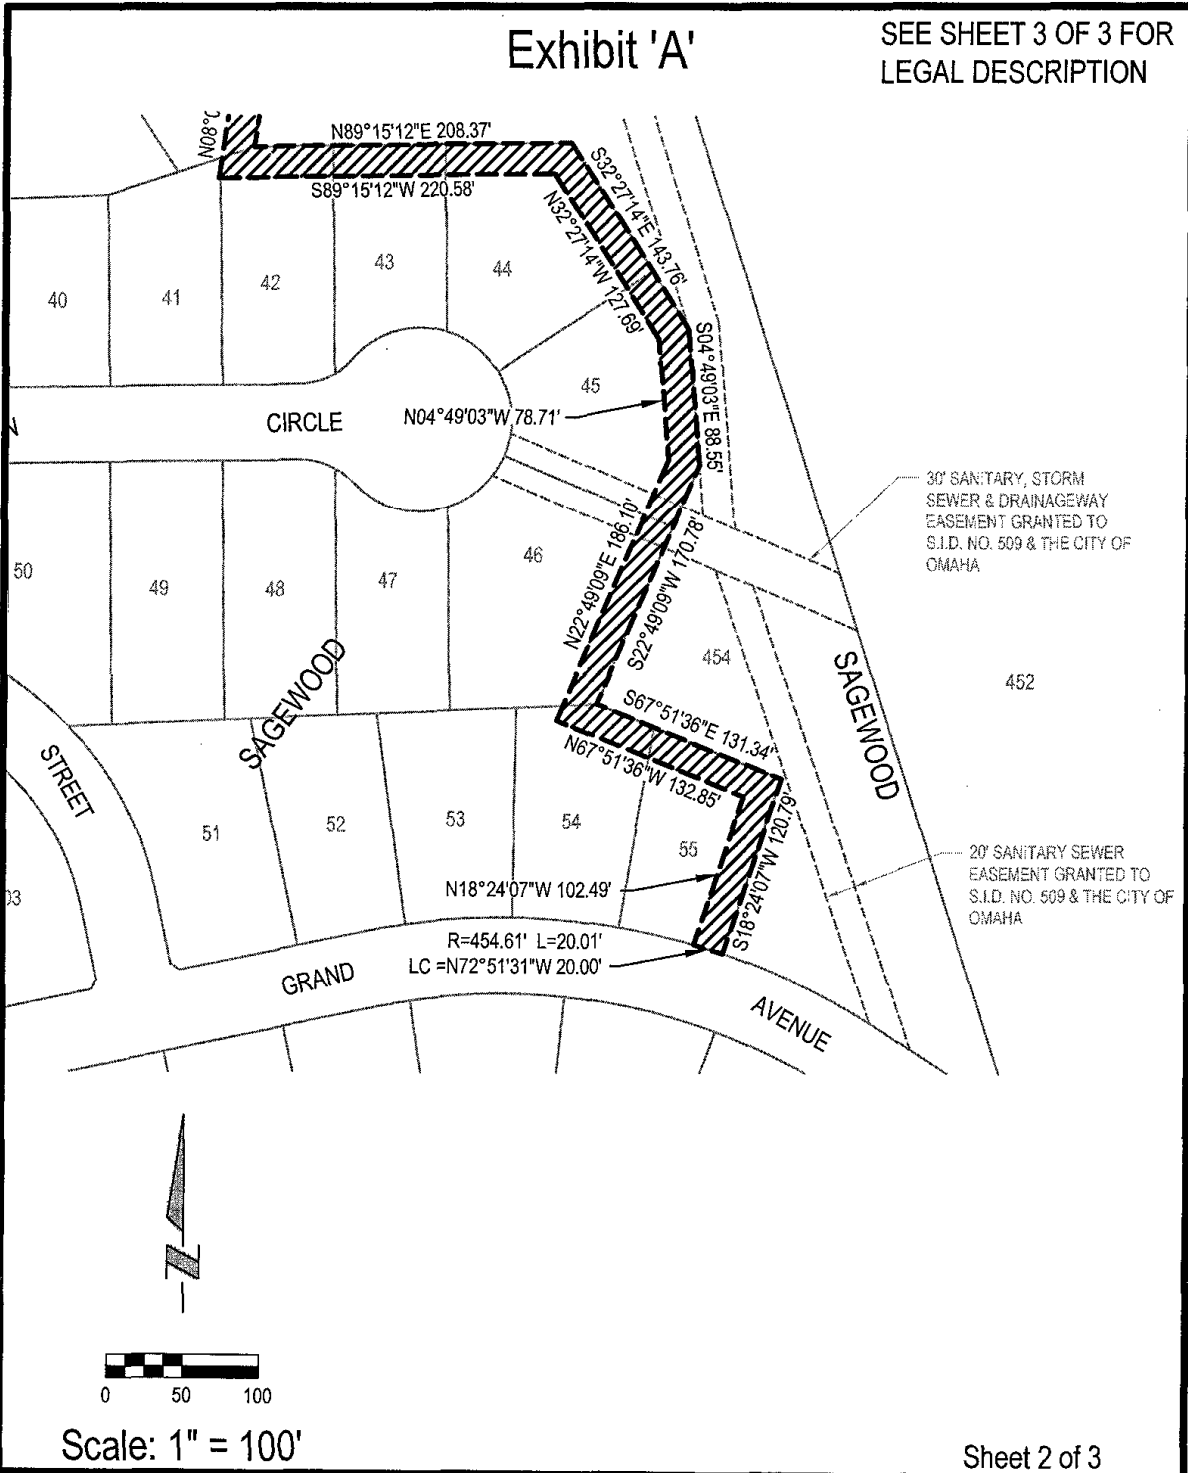 Exhibit 'A'
SEE SHEET 3 OF 3 FOR
LEGAL DESCRIPTION
N89°15'12"E 208.37'
S89°15'12"W 220.58'
S32°27'14"E 143.76'
N32°27'14"W 127.69'
S04°49'03"E 88.55'
N04°49'03"W 78.71'
40
41
42
43
44
45
CIRCLE
30' SANITARY, STORM
SEWER & DRAINAGEWAY
EASEMENT GRANTED TO
S.I.D. NO. 509 & THE CITY OF
OMAHA
N22°49'09"E 186.10'
S22°49'09"W 170.78'
50
49
48
47
46
454
452
SAGEWOOD
SAGEWOOD
STREET
S67°51'36"E 131.34'
N67°51'36"W 132.85'
51
52
53
54
55
S18°24'07"W 120.79'
N18°24'07"W 102.49'
20' SANITARY SEWER
EASEMENT GRANTED TO
S.I.D. NO. 509 & THE CITY OF
OMAHA
R=454.61' L=20.01'
LC =N72°51'31"W 20.00'
GRAND
AVENUE
N
0 50 100
Scale: 1" = 100'
Sheet 2 of 3